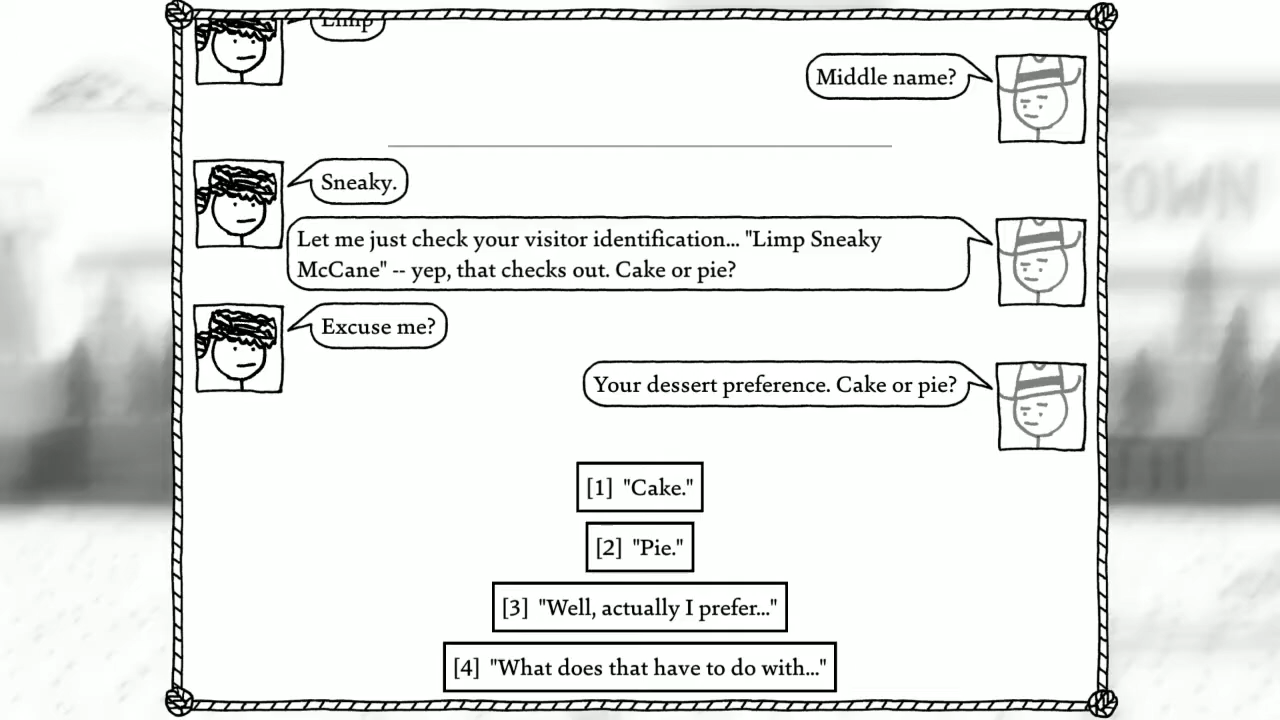 Limp
Middle name?
Sneaky.
Let me just check your visitor identification... "Limp Sneaky
McCane" -- yep, that checks out. Cake or pie?
Excuse me?
Your dessert preference. Cake or pie?
[1] "Cake."
[2] "Pie."
[3] "Well, actually I prefer..."
[4] "What does that have to do with..."
OWN